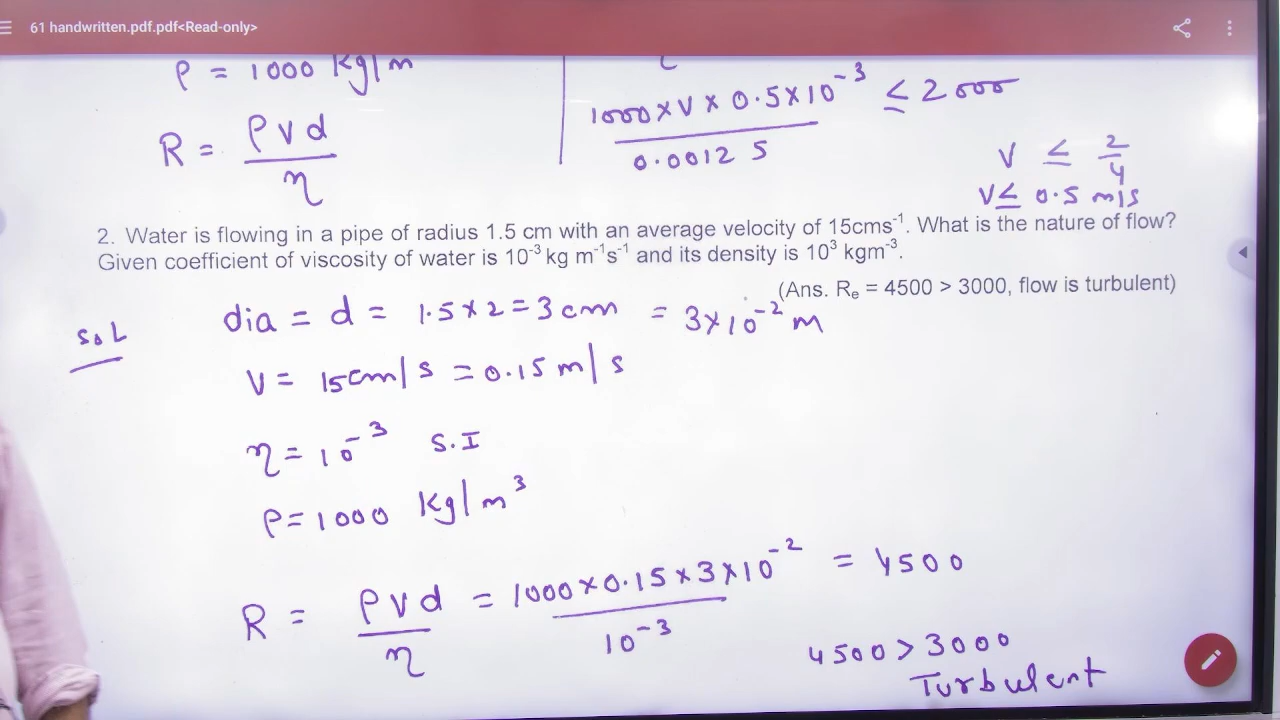 61 handwritten.pdf.pdf<Read-only>
ρ = 1000 kg/m
R = ρvd/η
1000×V×0.5×10⁻³/0.00125 ≤ 2000
V ≤ 2/4
V≤ 0.5 m/s
2. Water is flowing in a pipe of radius 1.5 cm with an average velocity of 15cms⁻¹. What is the nature of flow?
Given coefficient of viscosity of water is 10⁻³ kg m⁻¹s⁻¹ and its density is 10³ kgm⁻³.
(Ans. Rₑ = 4500 > 3000, flow is turbulent)
SoL
dia = d = 1.5×2=3cm = 3×10⁻² m
V= 15cm/s =0.15 m/s
η=10⁻³ S.I
ρ=1000 kg/m³
R = ρvd/η = 1000×0.15×3×10⁻²/10⁻³ = 4500
4500>3000
Turbulent